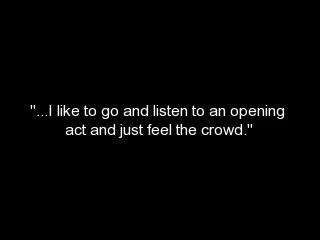 "...I like to go and listen to an opening
act and just feel the crowd."